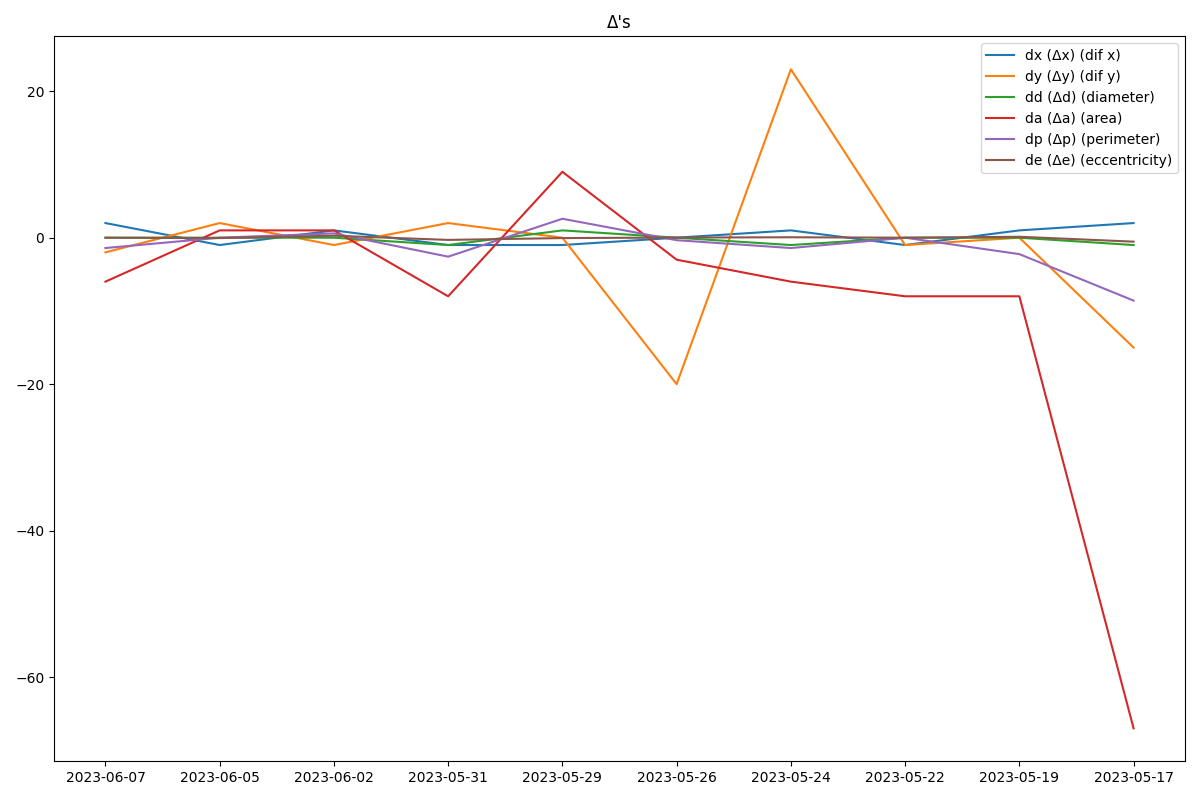 Δ's
dx (Δx) (dif x)
dy (Δy) (dif y)
dd (Δd) (diameter)
da (Δa) (area)
dp (Δp) (perimeter)
de (Δe) (eccentricity)
20
0
−20
−40
−60
2023-06-07 2023-06-05 2023-06-02 2023-05-31 2023-05-29 2023-05-26 2023-05-24 2023-05-22 2023-05-19 2023-05-17